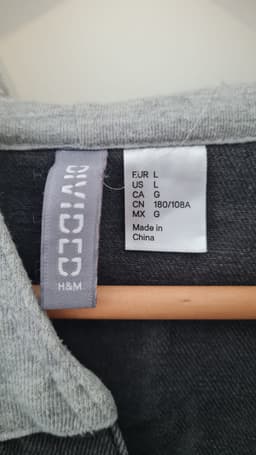 DIVIDED
H&M
EUR L
US L
CA G
CN 180/108A
MX G
Made in
China